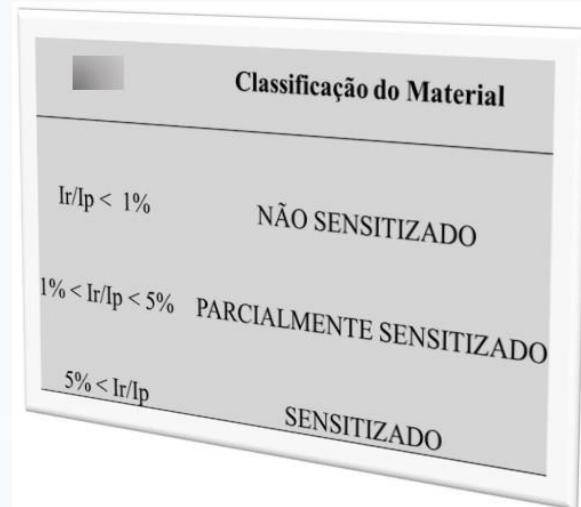 Classificação do Material
Ir/Ip < 1% NÃO SENSITIZADO
1% < Ir/Ip < 5% PARCIALMENTE SENSITIZADO
5% < Ir/Ip SENSITIZADO